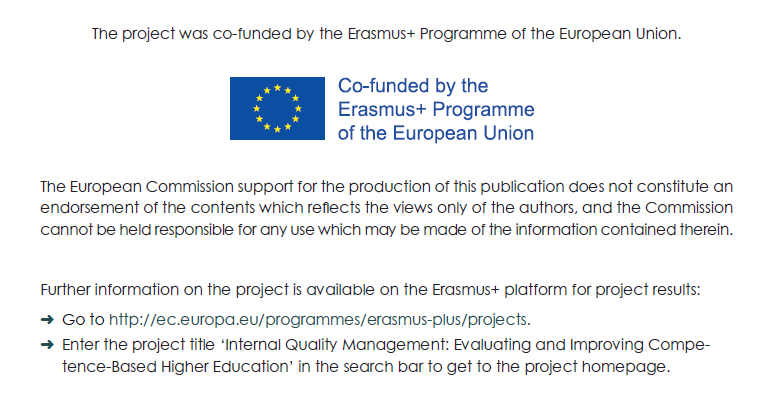 The project was co-funded by the Erasmus+ Programme of the European Union.
Co-funded by the
Erasmus+ Programme
of the European Union
The European Commission support for the production of this publication does not constitute an
endorsement of the contents which reflects the views only of the authors, and the Commission
cannot be held responsible for any use which may be made of the information contained therein.
Further information on the project is available on the Erasmus+ platform for project results:
➔ Go to http://ec.europa.eu/programmes/erasmus-plus/projects.
➔ Enter the project title ‘Internal Quality Management: Evaluating and Improving Compe-
tence-Based Higher Education’ in the search bar to get to the project homepage.